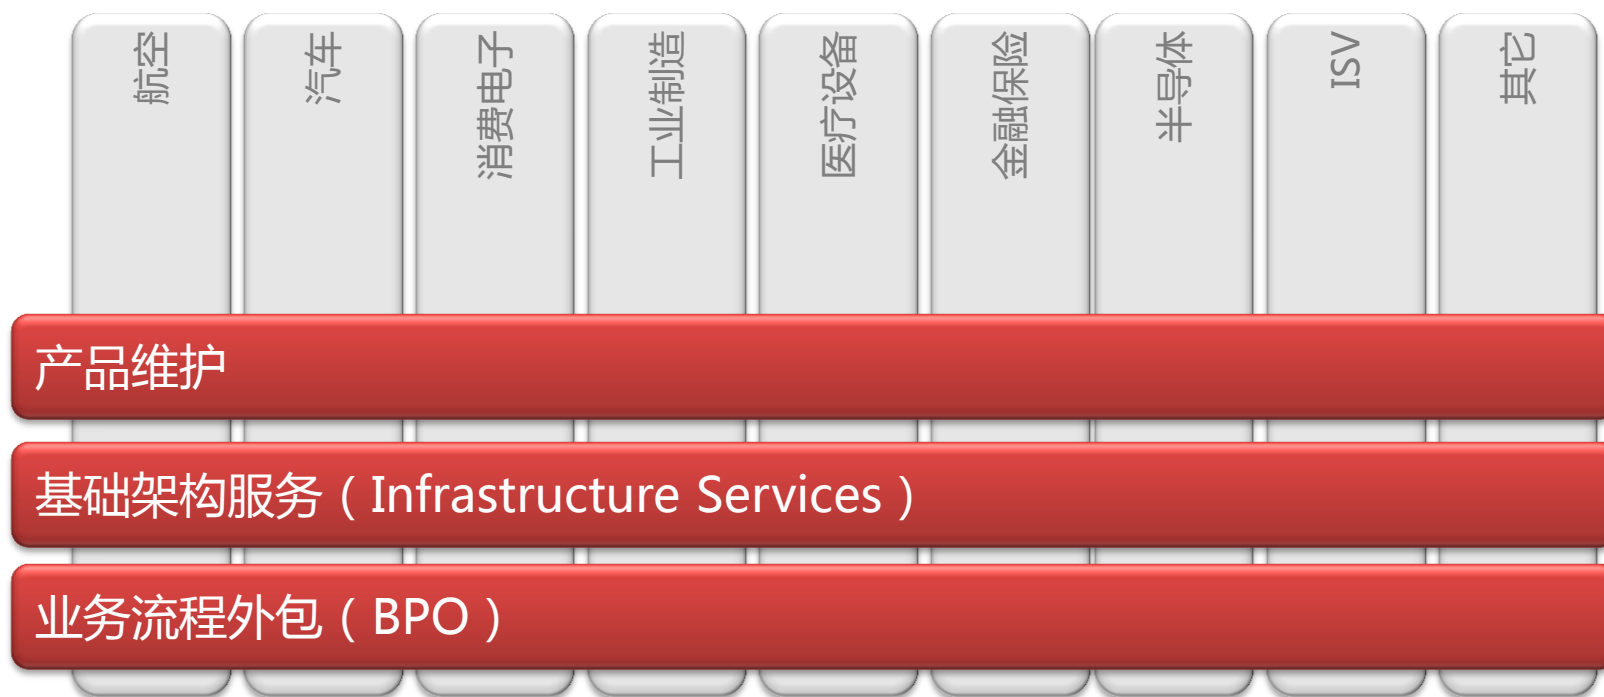 航空
汽车
消费电子
工业制造
医疗设备
金融保险
半导体
ISV
其它
产品维护
基础架构服务（Infrastructure Services）
业务流程外包（BPO）